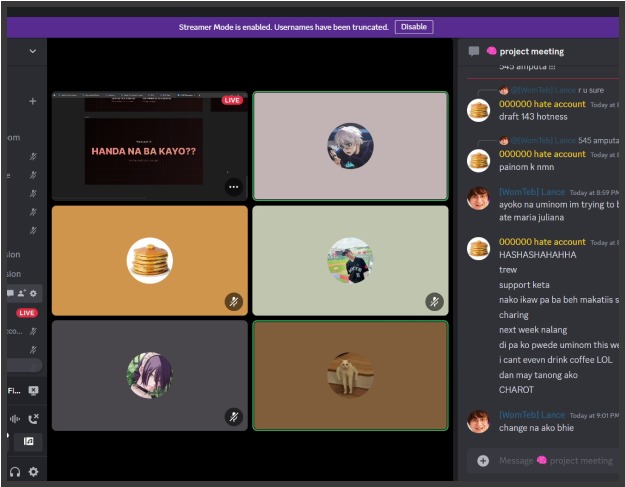 Streamer Mode is enabled. Usernames have been truncated. Disable
project meeting
545 amputa !!!
@[WomTeb] Lance r u sure
000000 hate account Today at
draft 143 hotness
@[WomTeb] Lance 545 amputa
000000 hate account Today at
painom k nmn
[WomTeb] Lance Today at 8:59 PM
ayoko na uminom im trying to b
ate maria juliana
000000 hate account Today at
HASHASHAHAHHA
trew
support keta
nako ikaw pa ba beh makatiis s
charing
next week nalang
di pa ko pwede uminom this we
i cant evevn drink coffee LOL
dan may tanong ako
CHAROT
[WomTeb] Lance Today at 9:01 PM
change na ako bhie
Message project meeting
LIVE
HANDA NA BA KAYO??
om
e
sion
sion
LIVE
co...
Fi...